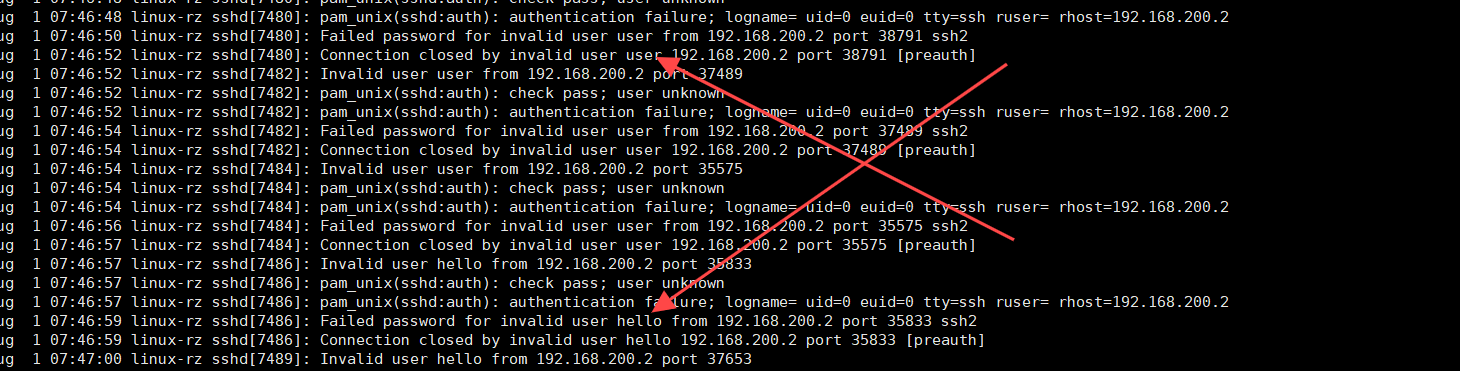 ug  1 07:46:48 linux-rz sshd[7480]: pam_unix(sshd:auth): check pass; user unknown
ug  1 07:46:48 linux-rz sshd[7480]: pam_unix(sshd:auth): authentication failure; logname= uid=0 euid=0 tty=ssh ruser= rhost=192.168.200.2
ug  1 07:46:50 linux-rz sshd[7480]: Failed password for invalid user user from 192.168.200.2 port 38791 ssh2
ug  1 07:46:52 linux-rz sshd[7480]: Connection closed by invalid user user 192.168.200.2 port 38791 [preauth]
ug  1 07:46:52 linux-rz sshd[7482]: Invalid user user from 192.168.200.2 port 37489
ug  1 07:46:52 linux-rz sshd[7482]: pam_unix(sshd:auth): check pass; user unknown
ug  1 07:46:52 linux-rz sshd[7482]: pam_unix(sshd:auth): authentication failure; logname= uid=0 euid=0 tty=ssh ruser= rhost=192.168.200.2
ug  1 07:46:54 linux-rz sshd[7482]: Failed password for invalid user user from 192.168.200.2 port 37489 ssh2
ug  1 07:46:54 linux-rz sshd[7482]: Connection closed by invalid user user 192.168.200.2 port 37489 [preauth]
ug  1 07:46:54 linux-rz sshd[7484]: Invalid user user from 192.168.200.2 port 35575
ug  1 07:46:54 linux-rz sshd[7484]: pam_unix(sshd:auth): check pass; user unknown
ug  1 07:46:54 linux-rz sshd[7484]: pam_unix(sshd:auth): authentication failure; logname= uid=0 euid=0 tty=ssh ruser= rhost=192.168.200.2
ug  1 07:46:56 linux-rz sshd[7484]: Failed password for invalid user user from 192.168.200.2 port 35575 ssh2
ug  1 07:46:57 linux-rz sshd[7484]: Connection closed by invalid user user 192.168.200.2 port 35575 [preauth]
ug  1 07:46:57 linux-rz sshd[7486]: Invalid user hello from 192.168.200.2 port 35833
ug  1 07:46:57 linux-rz sshd[7486]: pam_unix(sshd:auth): check pass; user unknown
ug  1 07:46:57 linux-rz sshd[7486]: pam_unix(sshd:auth): authentication failure; logname= uid=0 euid=0 tty=ssh ruser= rhost=192.168.200.2
ug  1 07:46:59 linux-rz sshd[7486]: Failed password for invalid user hello from 192.168.200.2 port 35833 ssh2
ug  1 07:46:59 linux-rz sshd[7486]: Connection closed by invalid user hello 192.168.200.2 port 35833 [preauth]
ug  1 07:47:00 linux-rz sshd[7489]: Invalid user hello from 192.168.200.2 port 37653